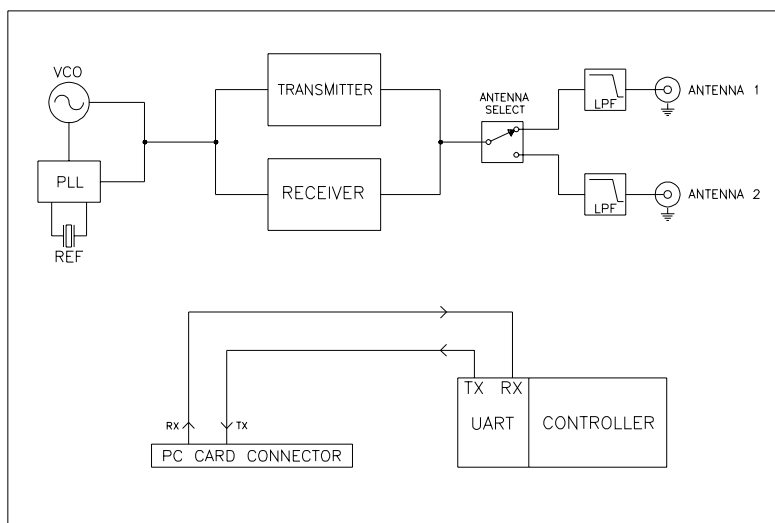 VCO
TRANSMITTER
ANTENNA
SELECT
LPF
ANTENNA 1
PLL
RECEIVER
LPF
ANTENNA 2
REF
TX RX
RX TX
UART CONTROLLER
PC CARD CONNECTOR